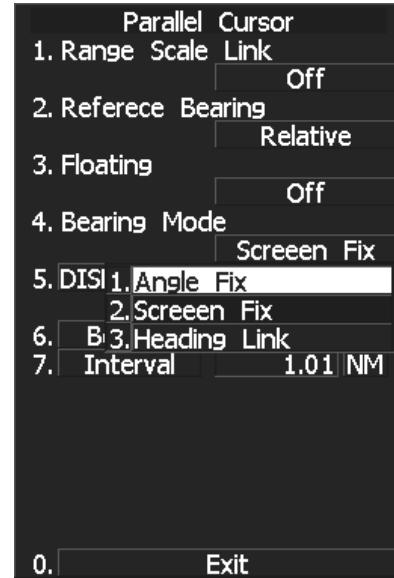 Parallel Cursor
1. Range Scale Link
Off
2. Referece Bearing
Relative
3. Floating
Off
4. Bearing Mode
Screeen Fix
5.
1. Angle Fix
2. Screeen Fix
6.
3. Heading Link
7. Interval 1.01 NM
0. Exit